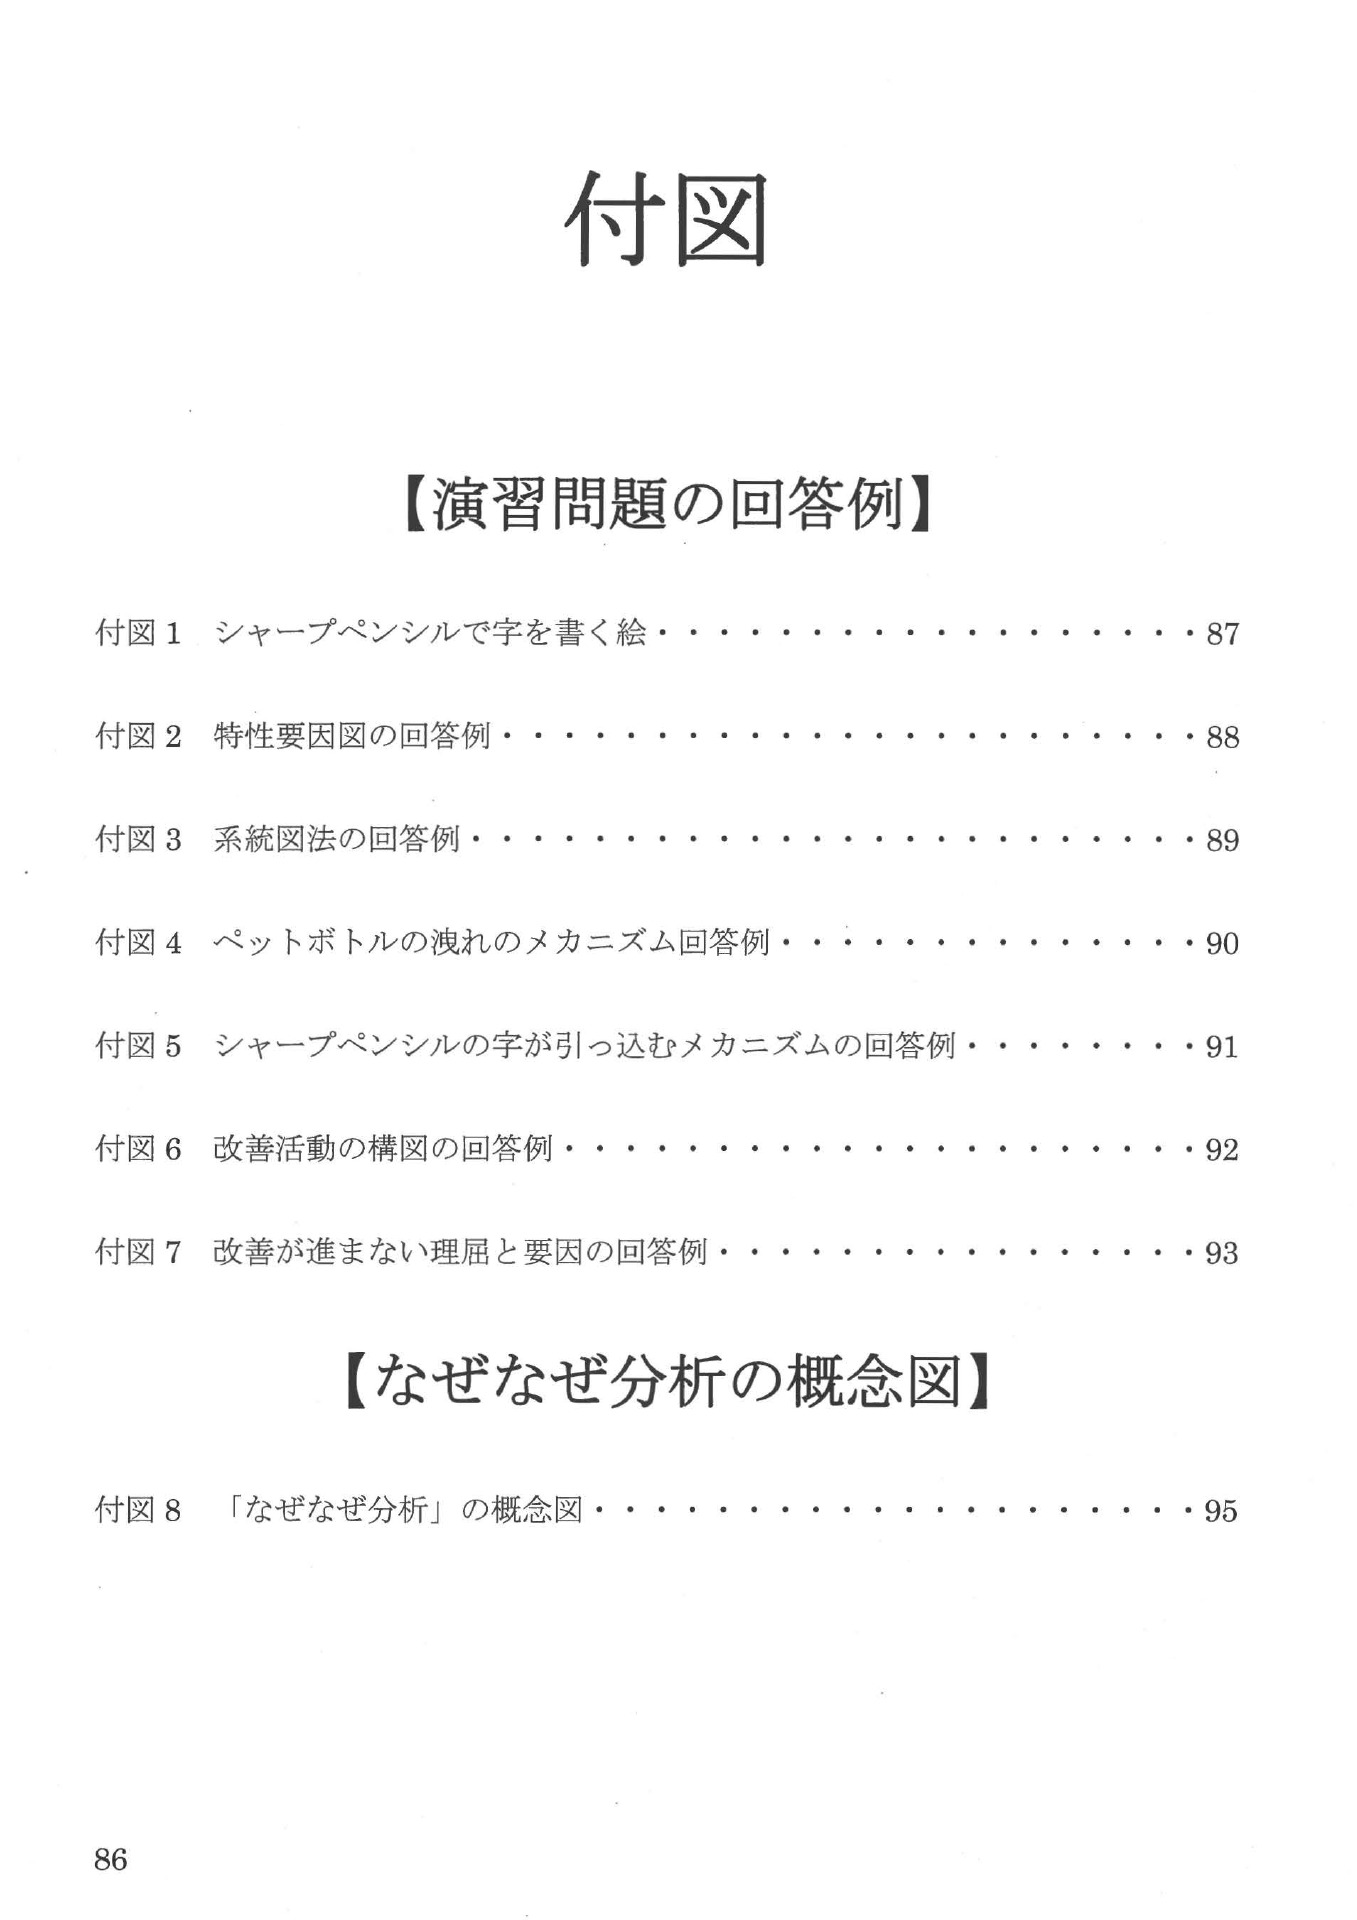 付図
【演習問題の回答例】
付図 1 シャープペンシルで字を書く絵・・・・・・・・・・・・・・・・・・87
付図 2 特性要因図の回答例・・・・・・・・・・・・・・・・・・・・・・・88
付図 3 系統図法の回答例・・・・・・・・・・・・・・・・・・・・・・・・89
付図 4 ペットボトルの洩れのメカニズム回答例・・・・・・・・・・・・・・90
付図 5 シャープペンシルの字が引っ込むメカニズムの回答例・・・・・・・・91
付図 6 改善活動の構図の回答例・・・・・・・・・・・・・・・・・・・・・92
付図 7 改善が進まない理屈と要因の回答例・・・・・・・・・・・・・・・・93
【なぜなぜ分析の概念図】
付図 8 「なぜなぜ分析」の概念図・・・・・・・・・・・・・・・・・・・・95
86